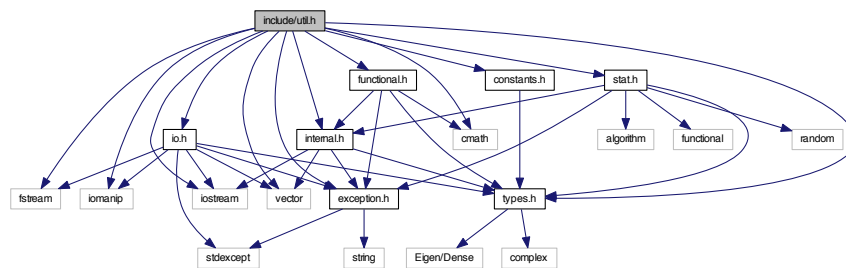 include/util.h
functional.h
constants.h
stat.h
io.h
internal.h
cmath
algorithm
functional
random
fstream
iomanip
iostream
vector
exception.h
types.h
stdexcept
string
Eigen/Dense
complex